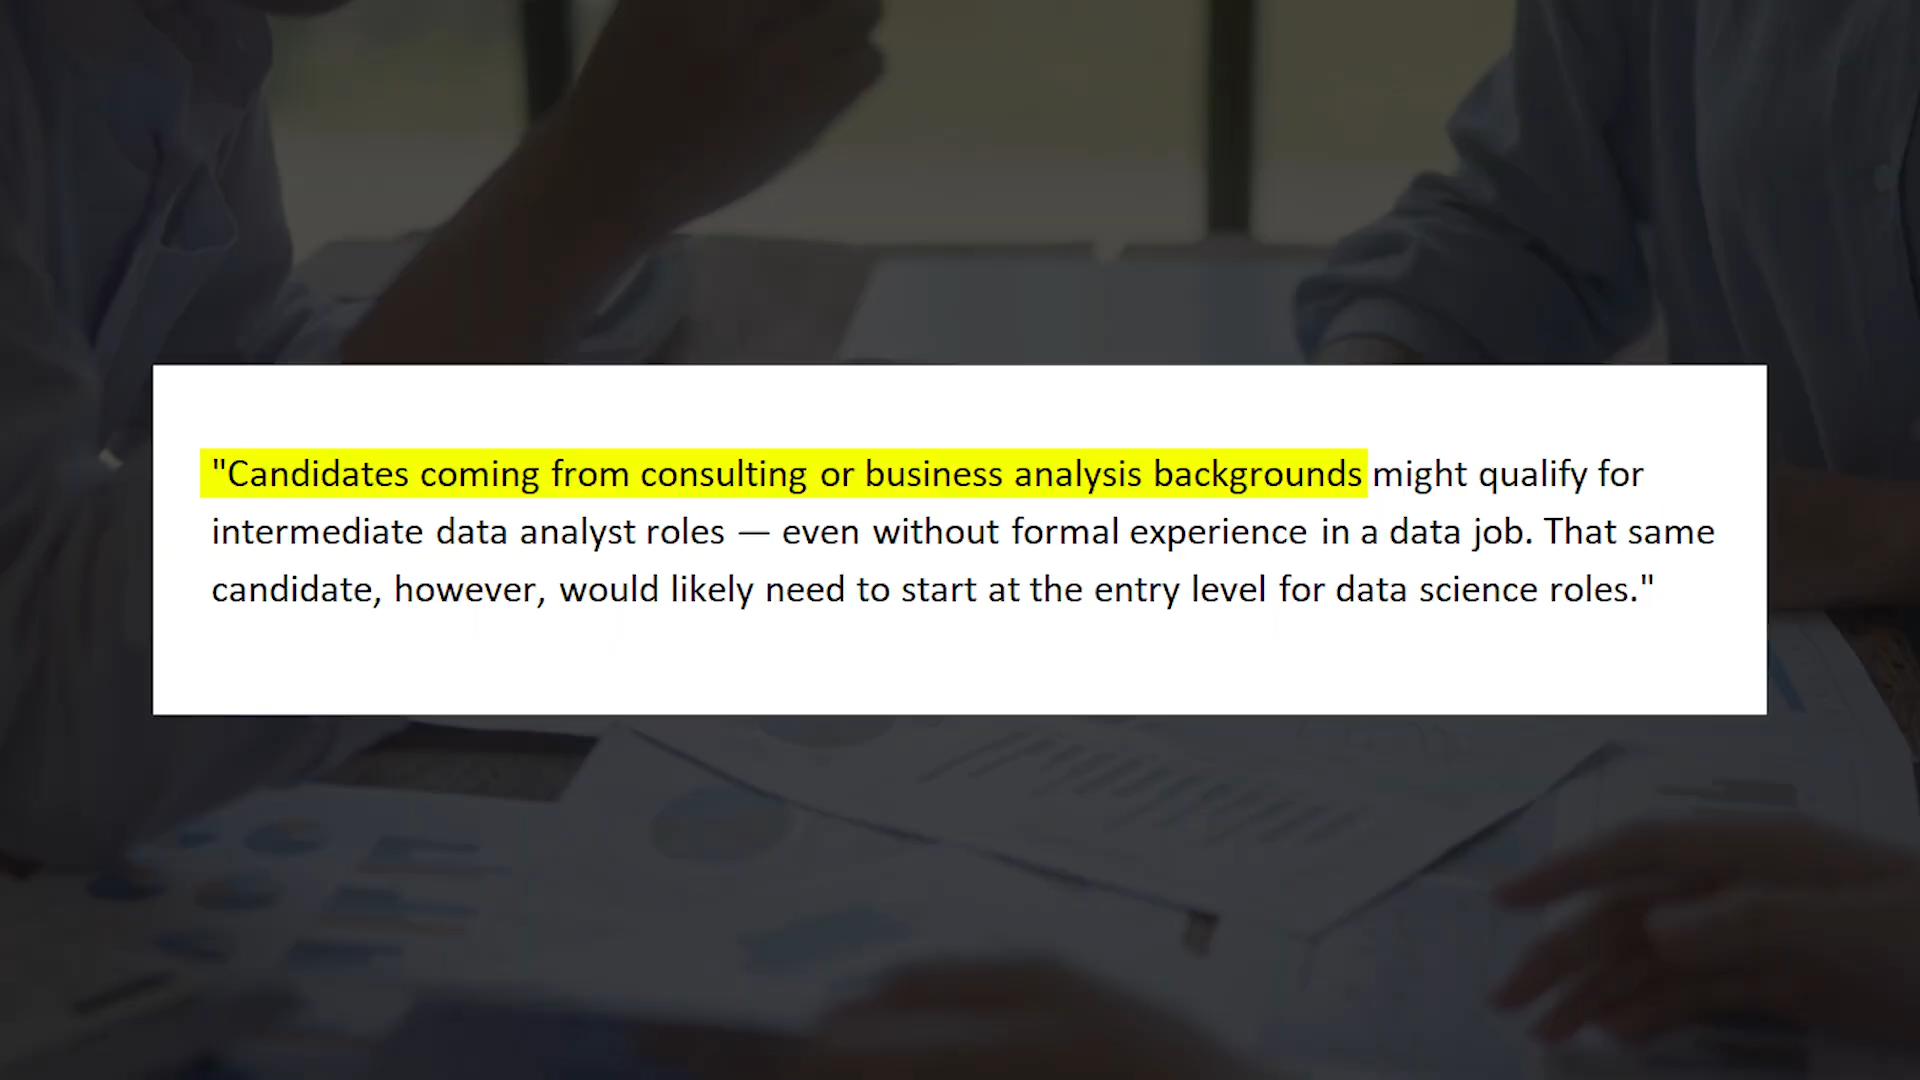 "Candidates coming from consulting or business analysis backgrounds might qualify for
intermediate data analyst roles — even without formal experience in a data job. That same
candidate, however, would likely need to start at the entry level for data science roles."